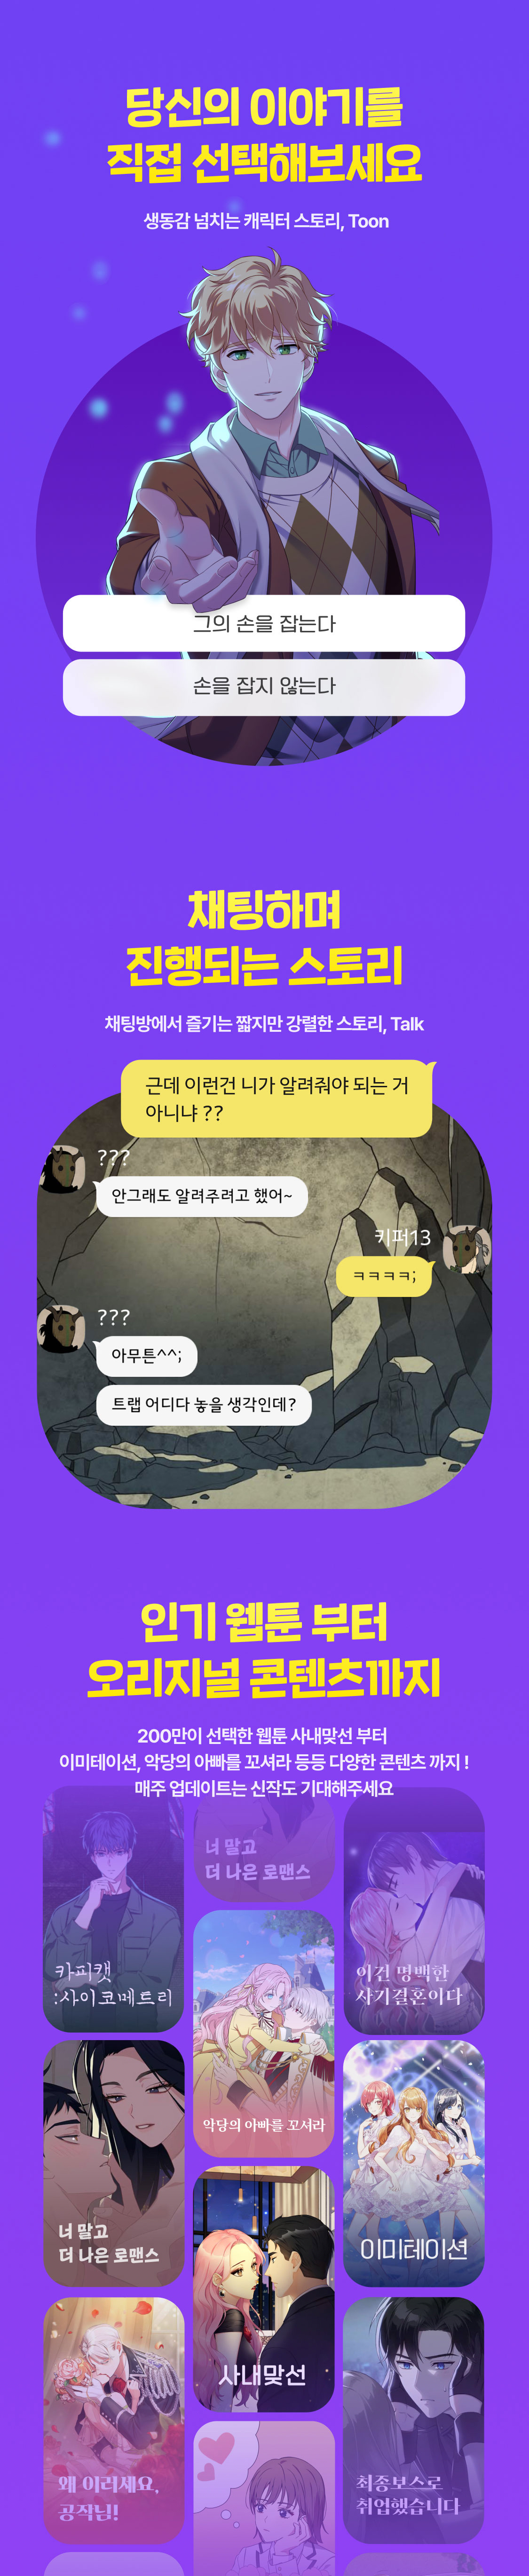 당신의 이야기를
직접 선택해보세요
생동감 넘치는 캐릭터 스토리, Toon
그의 손을 잡는다
손을 잡지 않는다
채팅하며
진행되는 스토리
채팅방에서 즐기는 짧지만 강렬한 스토리, Talk
근데 이런건 니가 알려줘야 되는 거
아니냐 ??
???
안그래도 알려주려고 했어~
키퍼13
ㅋㅋㅋㅋ;
???
아무튼^^;
트랩 어디다 놓을 생각인데?
인기 웹툰 부터
오리지널 콘텐츠까지
200만이 선택한 웹툰 사내맞선 부터
이미테이션, 악당의 아빠를 꼬셔라 등등 다양한 콘텐츠 까지 !
매주 업데이트는 신작도 기대해주세요
너 말고
더 나은 로맨스
카피캣
:사이코메트리
이건 명백한
사기결혼이다
악당의 아빠를 꼬셔라
너 말고
더 나은 로맨스
이미테이션
사내맞선
왜 이러세요,
공작님!
최종보스로
취업했습니다